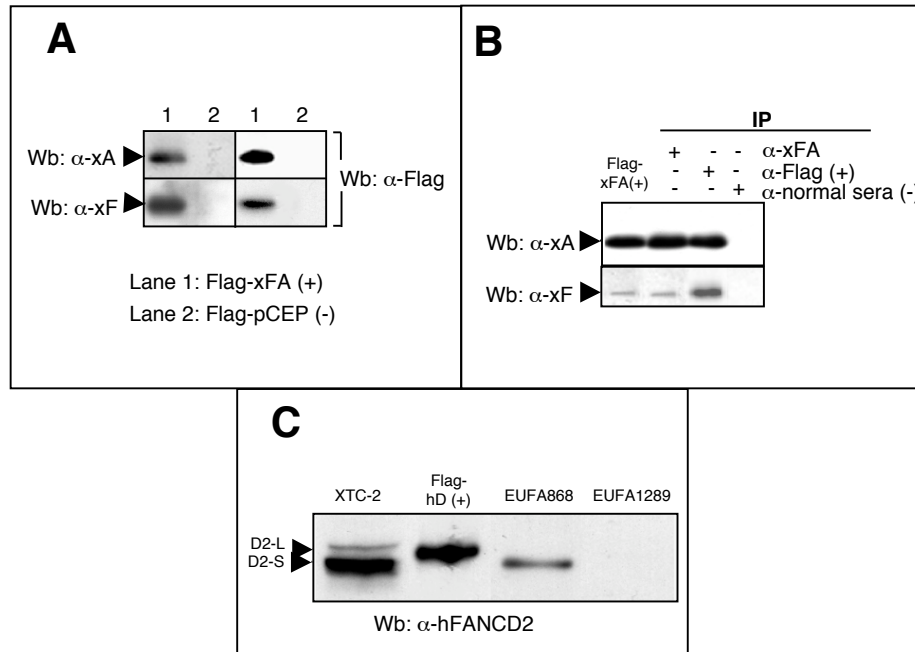 A
1 2 1 2
Wb: α-xA
Wb: α-xF
Wb: α-Flag
Lane 1: Flag-xFA (+)
Lane 2: Flag-pCEP (-)
B
IP
Flag-
xFA(+)
+ - - α-xFA
- + - α-Flag (+)
- - + α-normal sera (-)
Wb: α-xA
Wb: α-xF
C
XTC-2
Flag-
hD (+)
EUFA868
EUFA1289
D2-L
D2-S
Wb: α-hFANCD2